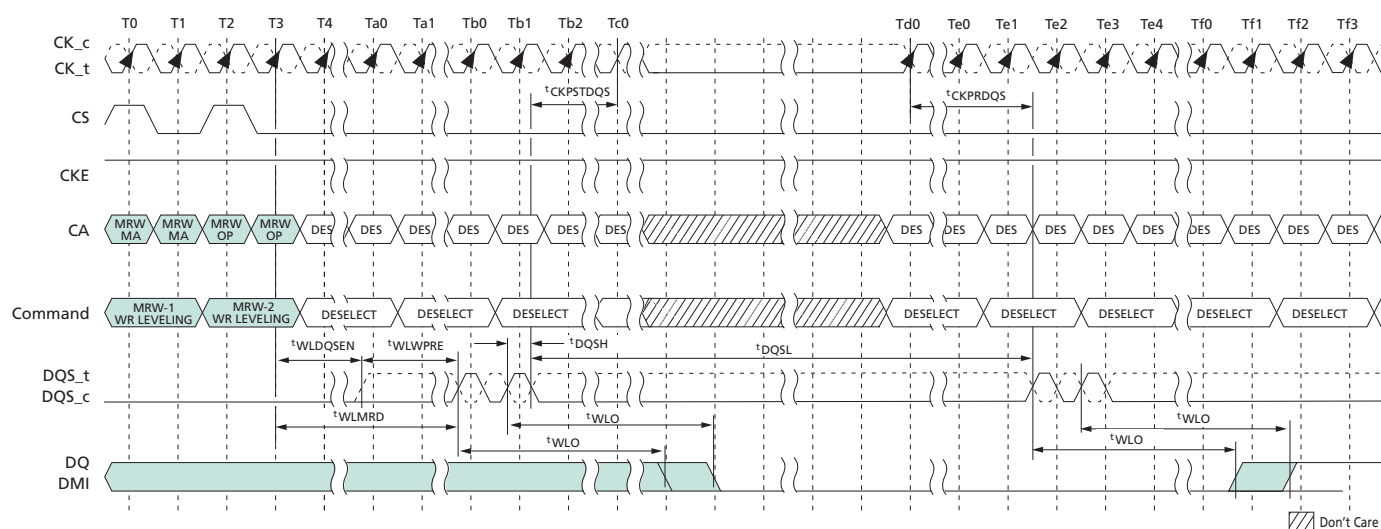 T0 T1 T2 T3 T4 Ta0 Ta1 Tb0 Tb1 Tb2 Tc0 Td0 Te0 Te1 Te2 Te3 Te4 Tf0 Tf1 Tf2 Tf3
CK_c
CK_t
tCKPSTDQS tCKPRDQS
CS
CKE
CA
MRW MA MRW MA MRW OP MRW OP DES DES DES DES DES DES DES DES DES DES DES DES DES DES DES DES DES
Command
MRW-1 WR LEVELING MRW-2 WR LEVELING DESELECT DESELECT DESELECT DESELECT DESELECT DESELECT DESELECT DESELECT
tWLDQSEN tWLWPRE tDQSH tDQSL
DQS_t
DQS_c
tWLMRD tWLO tWLO tWLO tWLO
DQ
DMI
Don't Care